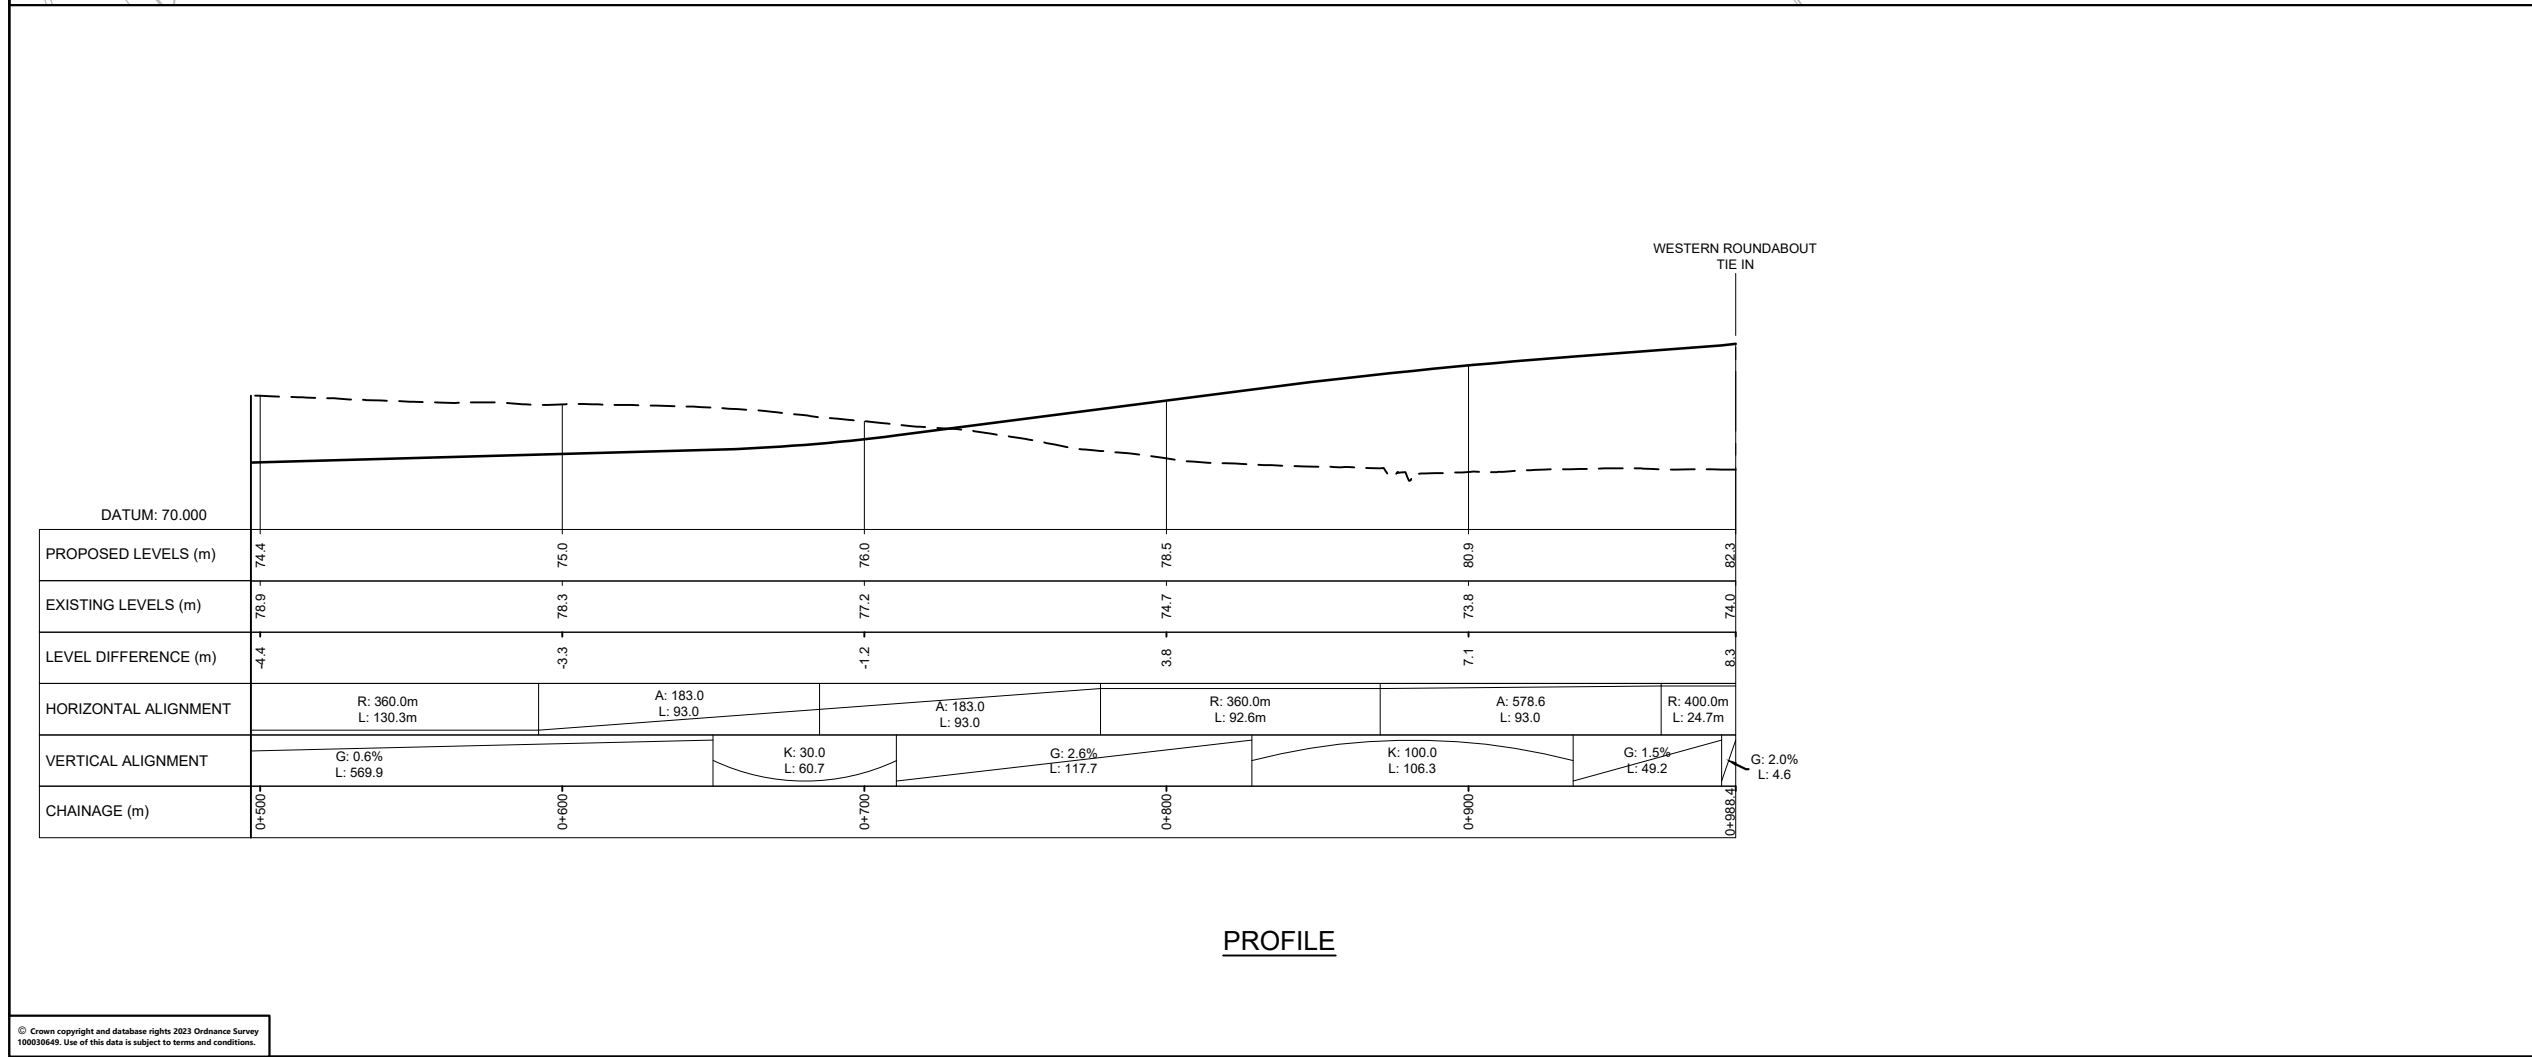 WESTERN ROUNDABOUT
TIE IN
DATUM: 70.000
PROPOSED LEVELS (m) 74.4 75.0 76.0 78.5 80.9 82.3
EXISTING LEVELS (m) 78.9 78.3 77.2 74.7 73.8 74.0
LEVEL DIFFERENCE (m) -4.4 -3.3 -1.2 3.8 7.1 8.3
HORIZONTAL ALIGNMENT
R: 360.0m
L: 130.3m
A: 183.0
L: 93.0
A: 183.0
L: 93.0
R: 360.0m
L: 92.6m
A: 578.6
L: 93.0
R: 400.0m
L: 24.7m
VERTICAL ALIGNMENT
G: 0.6%
L: 569.9
K: 30.0
L: 60.7
G: 2.6%
L: 117.7
K: 100.0
L: 106.3
G: 1.5%
L: 49.2
G: 2.0%
L: 4.6
CHAINAGE (m) 0+500 0+600 0+700 0+800 0+900 0+988.4
PROFILE
© Crown copyright and database rights 2023 Ordnance Survey
100030649. Use of this data is subject to terms and conditions.